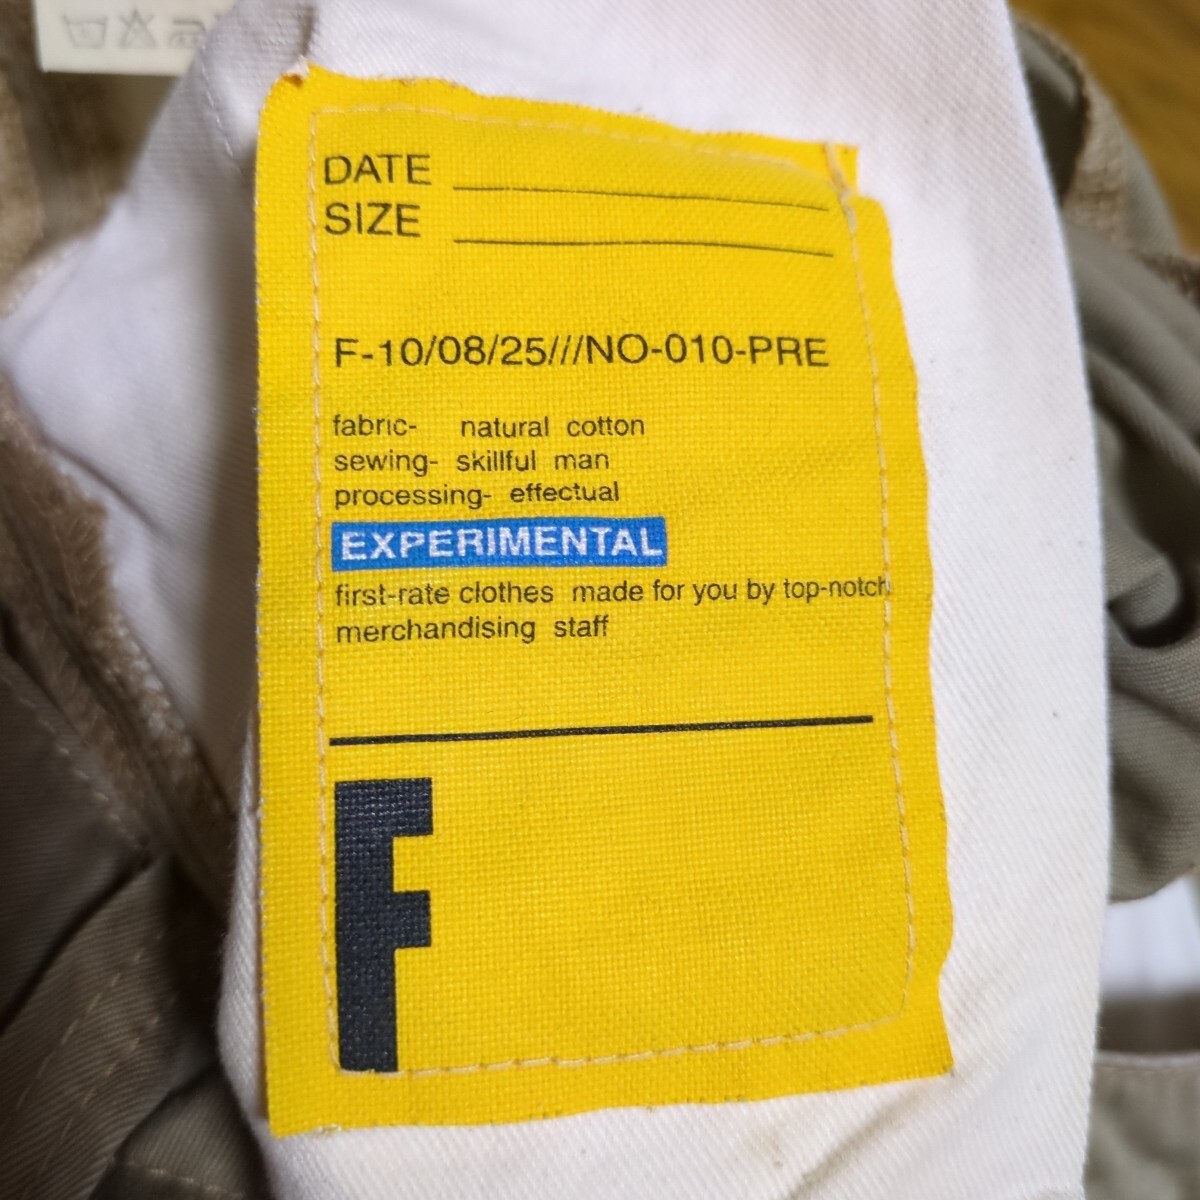 DATE
SIZE
F-10/08/25///NO-010-PRE
fabric- natural cotton
sewing- skillful man
processing- effectual
EXPERIMENTAL
first-rate clothes made for you by top-notch
merchandising staff
F